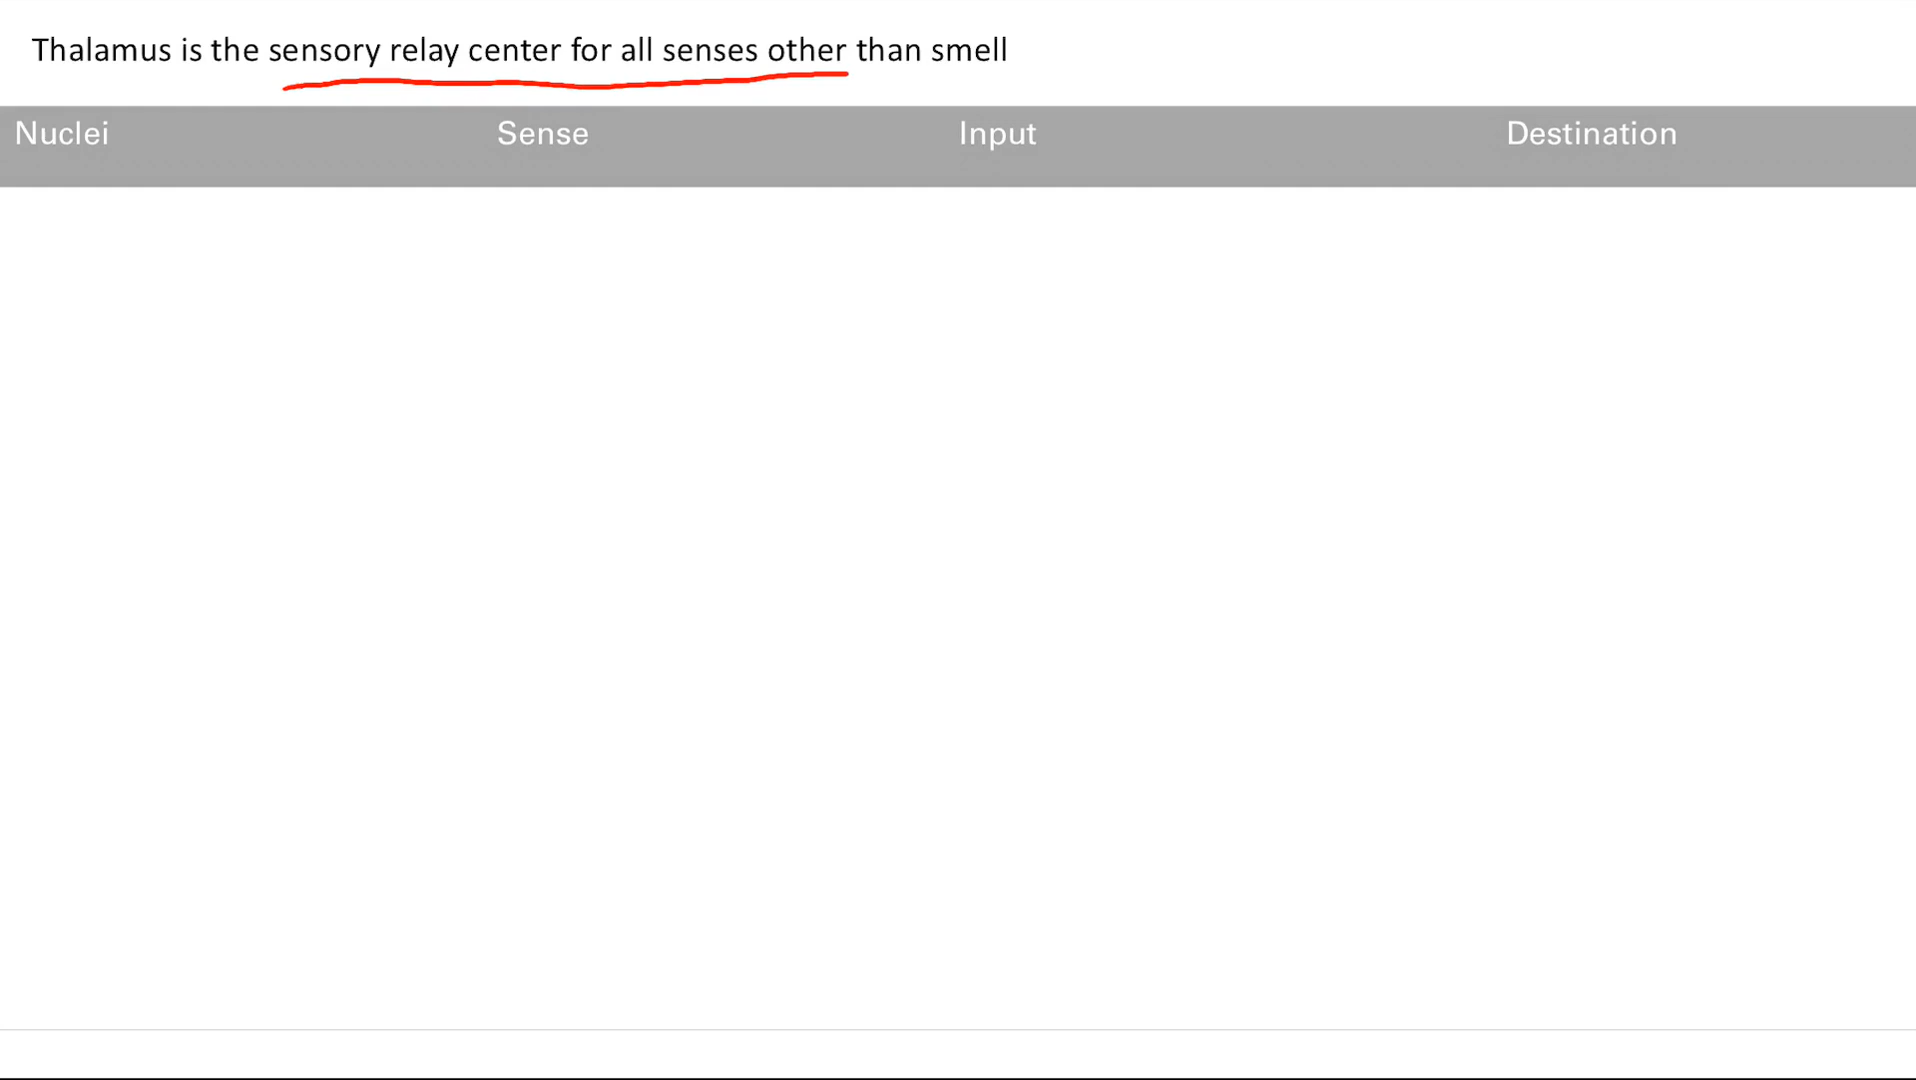 Thalamus is the sensory relay center for all senses other than smell
Nuclei Sense Input Destination